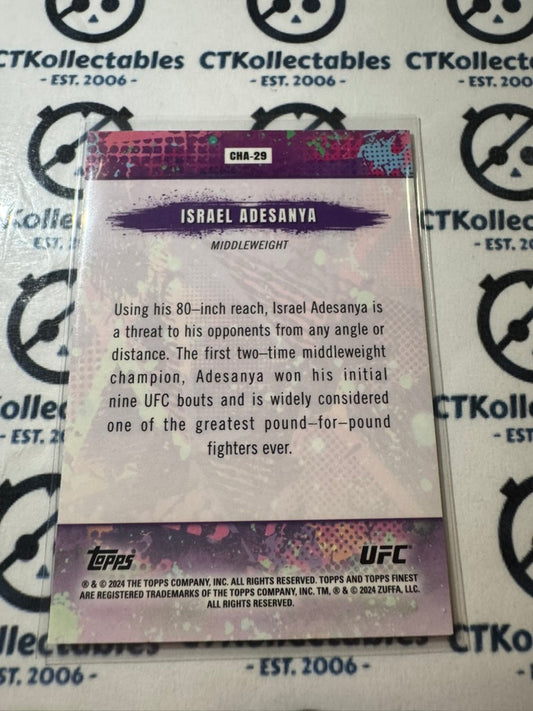 CTKollectables CTKollectables CTKollectables
- EST. 2006 - - EST. 2006 - - EST. 2006 -
CHA-29
ISRAEL ADESANYA
MIDDLEWEIGHT
Using his 80–inch reach, Israel Adesanya is
a threat to his opponents from any angle or
distance. The first two–time middleweight
champion, Adesanya won his initial
nine UFC bouts and is widely considered
one of the greatest pound–for–pound
fighters ever.
Topps UFC
® & © 2024 THE TOPPS COMPANY, INC. ALL RIGHTS RESERVED. TOPPS AND TOPPS FINEST
ARE REGISTERED TRADEMARKS OF THE TOPPS COMPANY, INC. TM, ® & © 2024 ZUFFA, LLC.
ALL RIGHTS RESERVED.
- EST. 2006 -